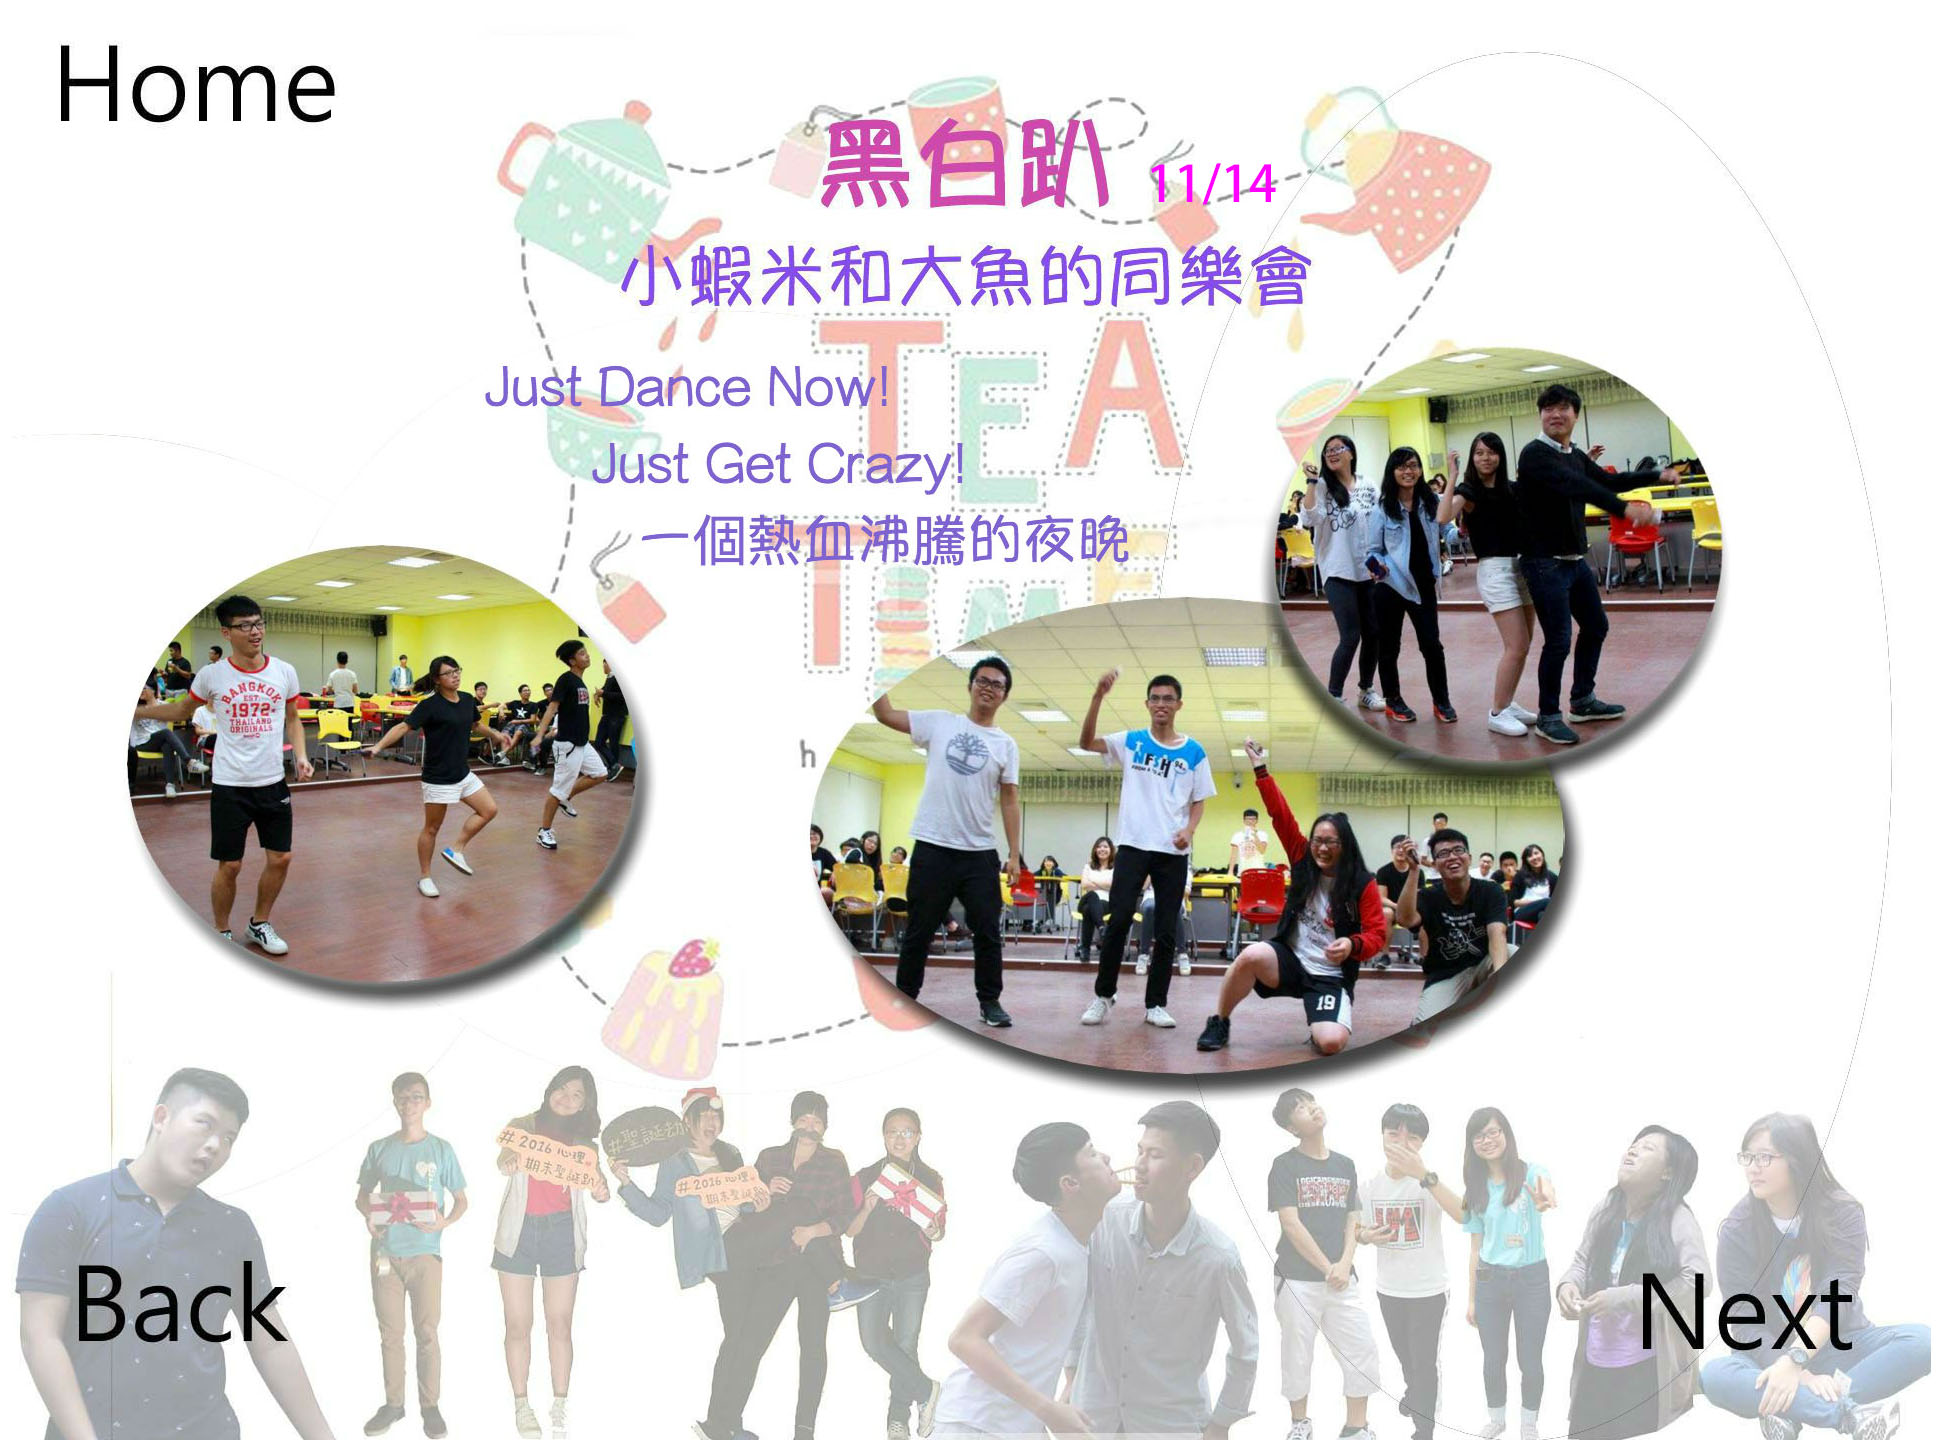 Home
黑白趴 11/14
小蝦米和大魚的同樂會
TEA
TIME
Just Dance Now!
Just Get Crazy!
一個熱血沸騰的夜晚
h
BANGKOK
EST.
1972
THAILAND
ORIGINALS
NFSH
19
#2016 心理
期末聖誕趴
#聖誕劫
#2016 心理
期末聖誕趴
Back
Next